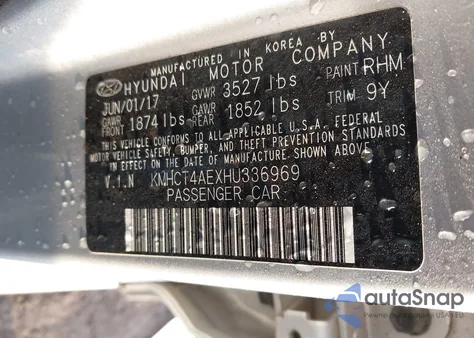 MANUFACTURED IN KOREA BY
HYUNDAI MOTOR COMPANY
JUN/01/17 GVWR 3527 lbs PAINT RHM
GAWR FRONT 1874 lbs GAWR REAR 1852 lbs TRIM 9Y
THIS VEHICLE CONFORMS TO ALL APPLICABLE U.S.A. FEDERAL
MOTOR VEHICLE SAFETY, BUMPER, AND THEFT PREVENTION STANDARDS
IN EFFECT ON THE DATE OF MANUFACTURE SHOWN ABOVE.
V.I.N KMHCT4AEXHU336969
PASSENGER CAR
autaSnap